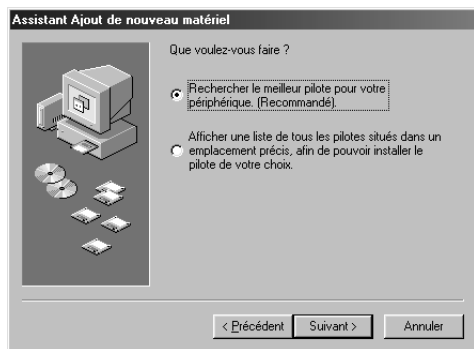 Assistant Ajout de nouveau matériel
Que voulez-vous faire ?
Rechercher le meilleur pilote pour votre
périphérique. (Recommandé).
Afficher une liste de tous les pilotes situés dans un
emplacement précis, afin de pouvoir installer le
pilote de votre choix.
< Précédent Suivant > Annuler